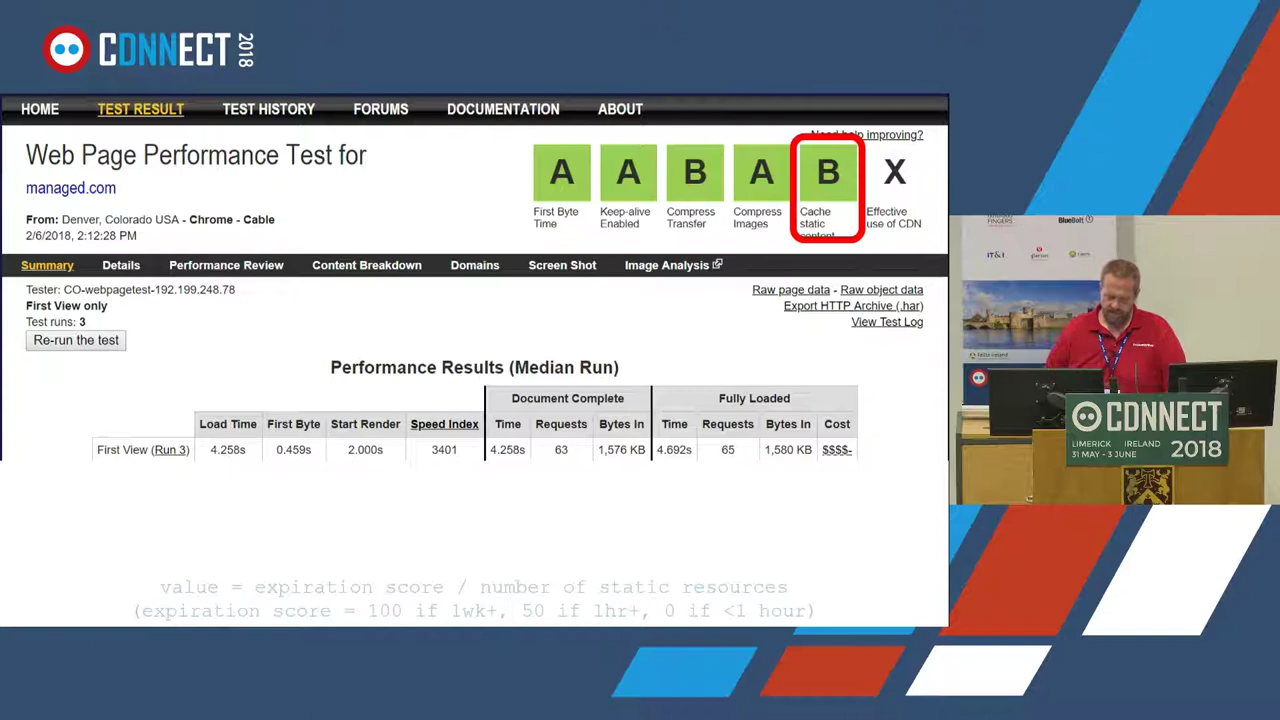 CDNNECT 2018
HOME TEST RESULT TEST HISTORY FORUMS DOCUMENTATION ABOUT
Need help improving?
Web Page Performance Test for
managed.com
From: Denver, Colorado USA - Chrome - Cable
2/6/2018, 2:12:28 PM
A A B A B X
First Byte Time
Keep-alive Enabled
Compress Transfer
Compress Images
Cache static content
Effective use of CDN
Summary Details Performance Review Content Breakdown Domains Screen Shot Image Analysis
Tester: CO-webpagetest-192.199.248.78
First View only
Test runs: 3
Re-run the test
Raw page data - Raw object data
Export HTTP Archive (.har)
View Test Log
Performance Results (Median Run)
Document Complete Fully Loaded
Load Time First Byte Start Render Speed Index Time Requests Bytes In Time Requests Bytes In Cost
First View (Run 3) 4.258s 0.459s 2.000s 3401 4.258s 63 1,576 KB 4.692s 65 1,580 KB $$$$-
value = expiration score / number of static resources
(expiration score = 100 if 1wk+, 50 if 1hr+, 0 if <1 hour)
FINGERS
BlueBolt
IT&I
CDNNECT
LIMERICK IRELAND
31 MAY - 3 JUNE 2018